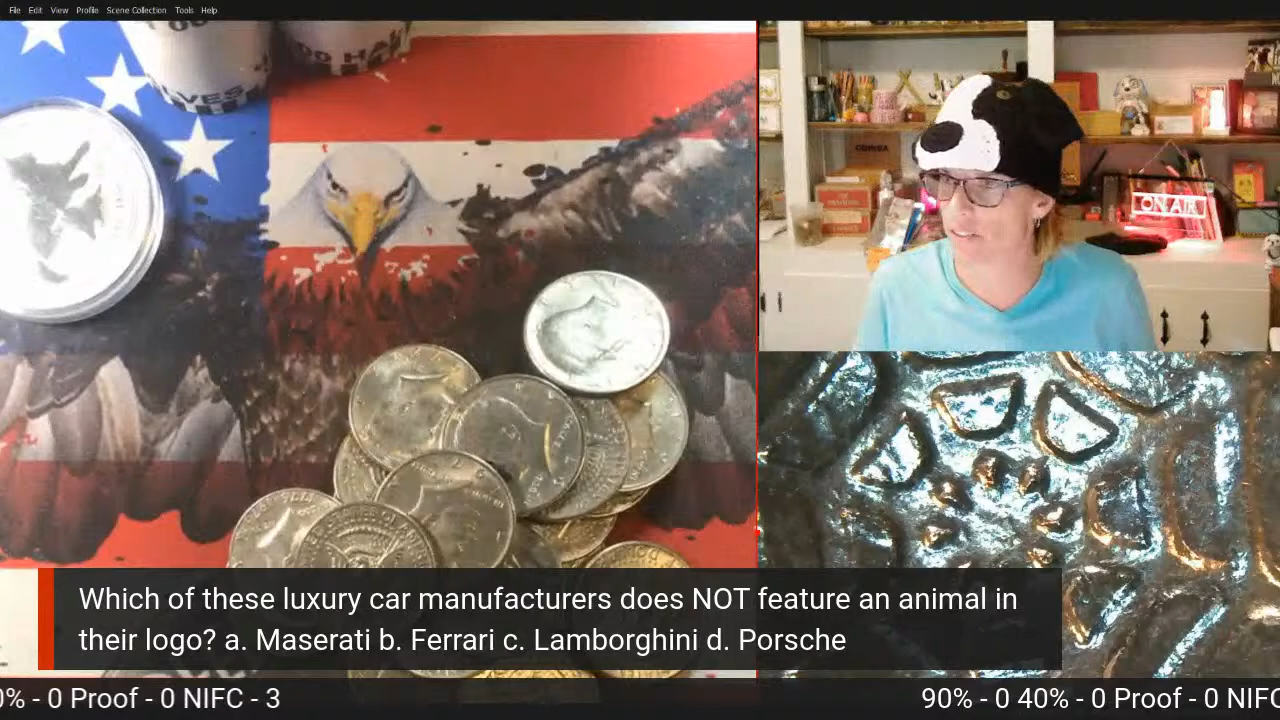 File Edit View Profile Scene Collection Tools Help
ON AIR
Which of these luxury car manufacturers does NOT feature an animal in
their logo? a. Maserati b. Ferrari c. Lamborghini d. Porsche
0% - 0 Proof - 0 NIFC - 3
90% - 0 40% - 0 Proof - 0 NIFC